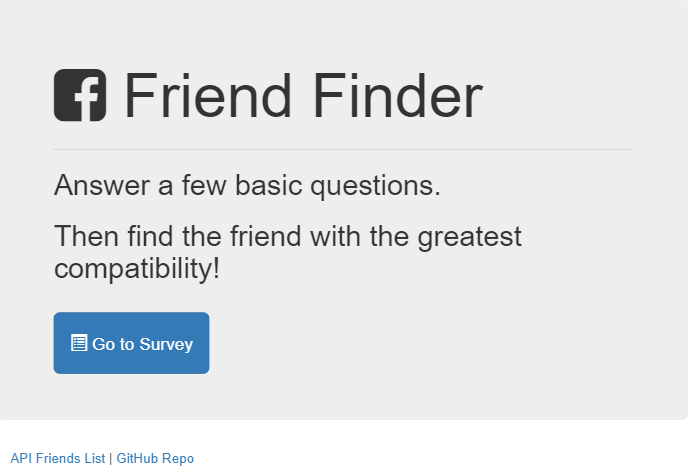 Friend Finder
Answer a few basic questions.
Then find the friend with the greatest
compatibility!
Go to Survey
API Friends List | GitHub Repo